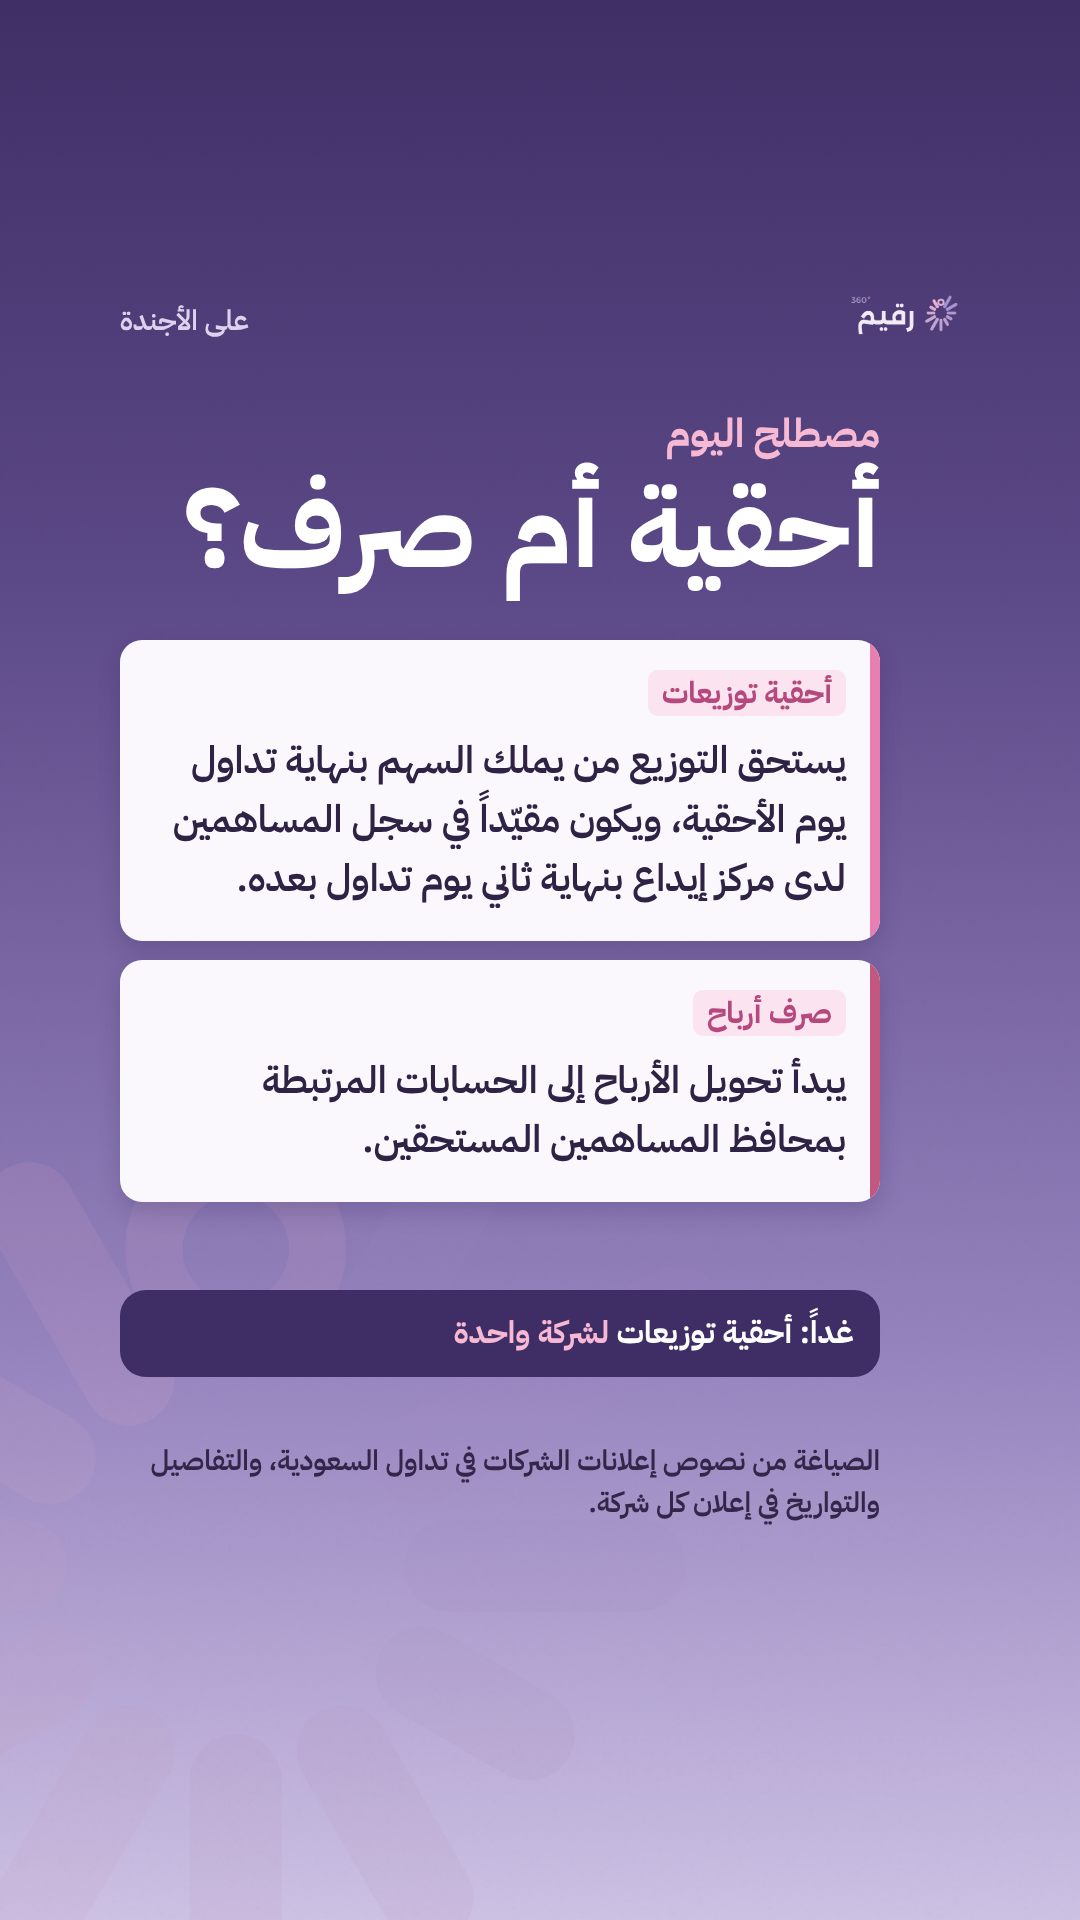 رقيم 360°
على الأجندة
مصطلح اليوم
أحقية أم صرف؟
أحقية توزيعات
يستحق التوزيع من يملك السهم بنهاية تداول
يوم الأحقية، ويكون مقيّداً في سجل المساهمين
لدى مركز إيداع بنهاية ثاني يوم تداول بعده.
صرف أرباح
يبدأ تحويل الأرباح إلى الحسابات المرتبطة
بمحافظ المساهمين المستحقين.
غداً: أحقية توزيعات لشركة واحدة
الصياغة من نصوص إعلانات الشركات في تداول السعودية، والتفاصيل
والتواريخ في إعلان كل شركة.